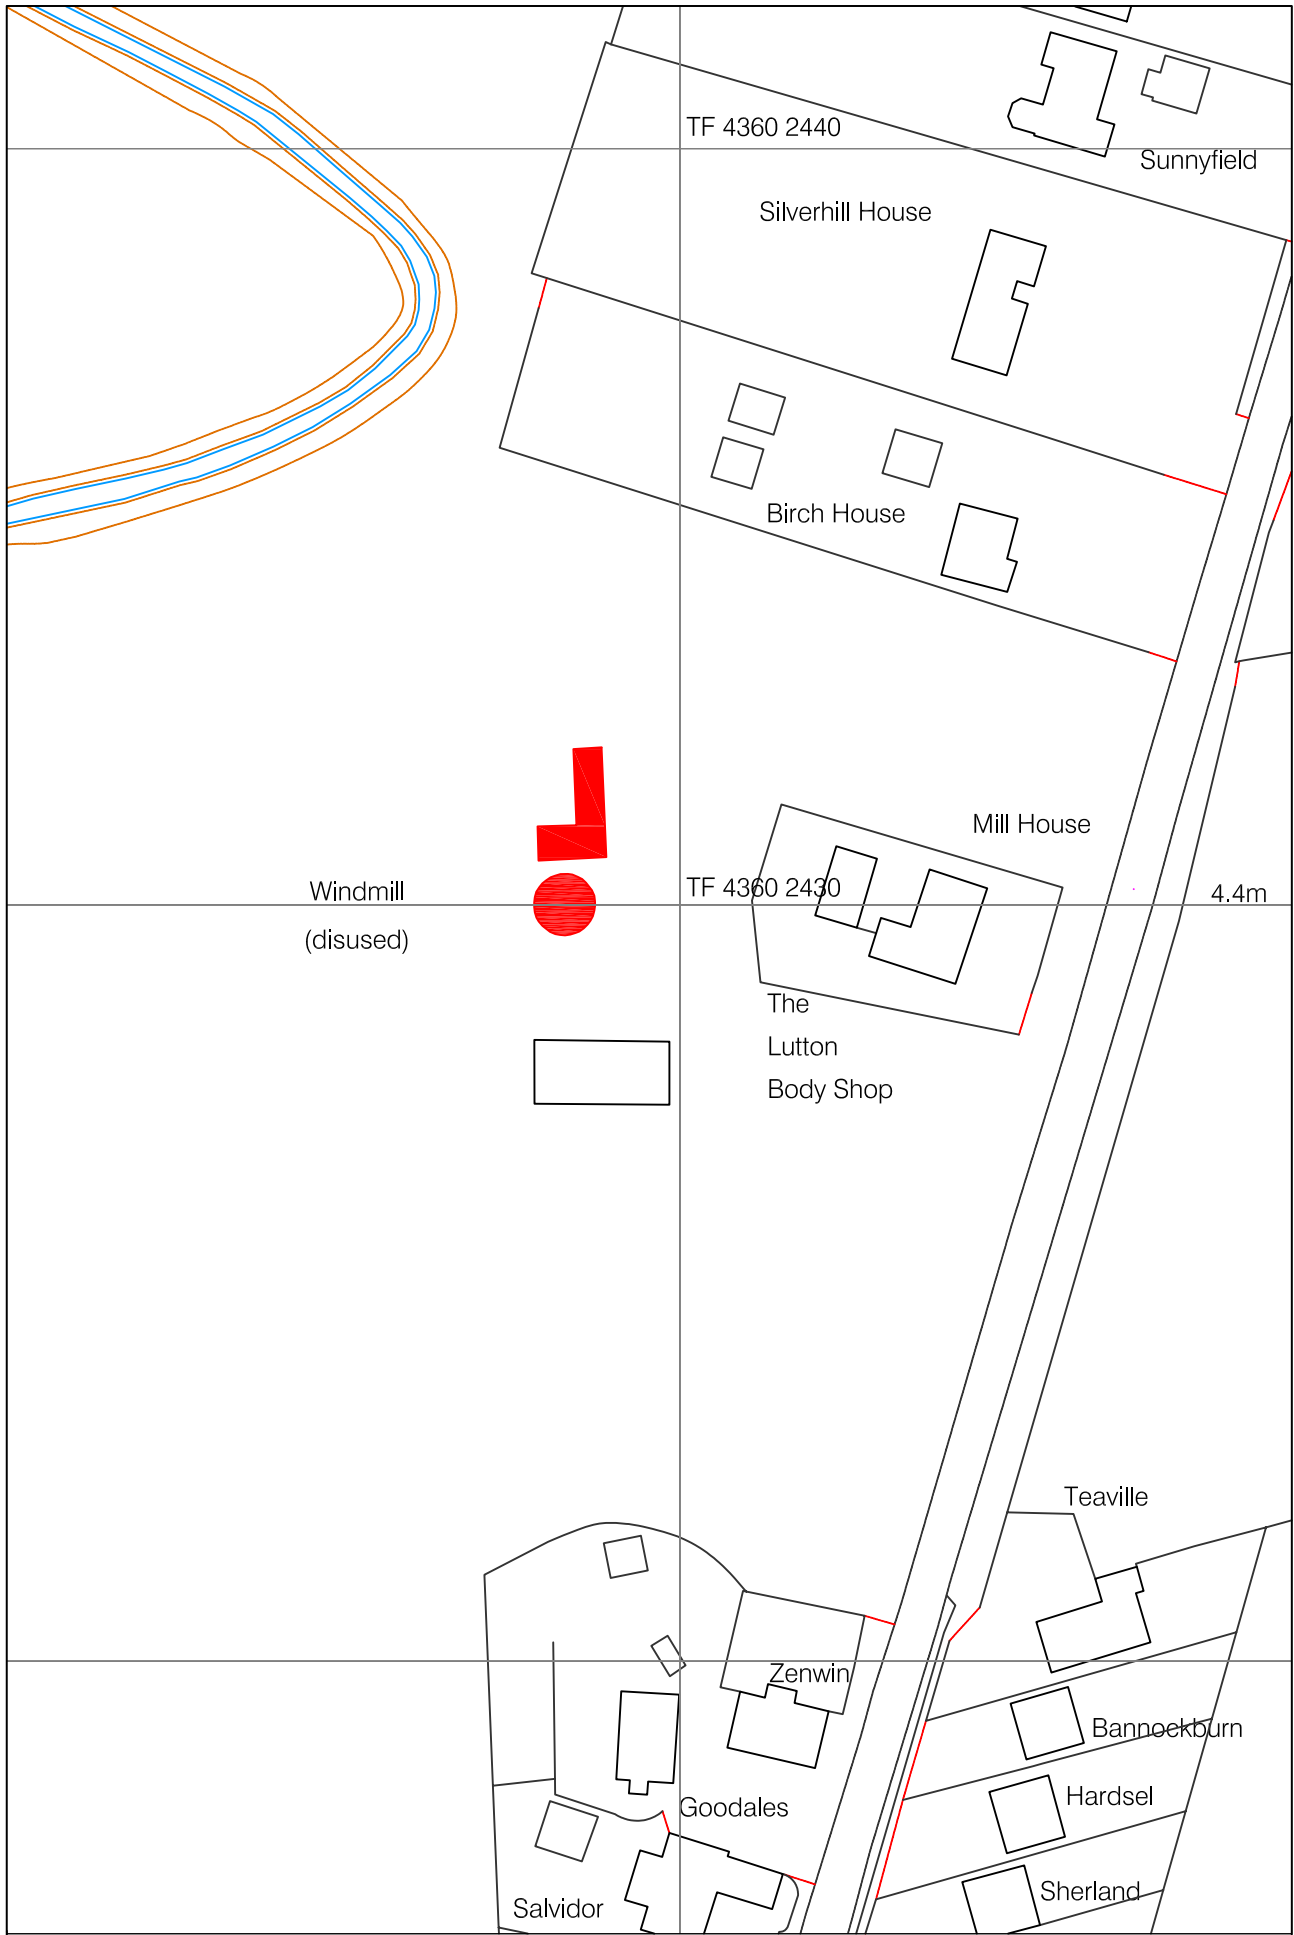 TF 4360 2440
Sunnyfield
Silverhill House
Birch House
Mill House
Windmill
(disused)
TF 4360 2430
4.4m
The
Lutton
Body Shop
Teaville
Zenwin
Bannockburn
Hardsel
Goodales
Sherland
Salvidor